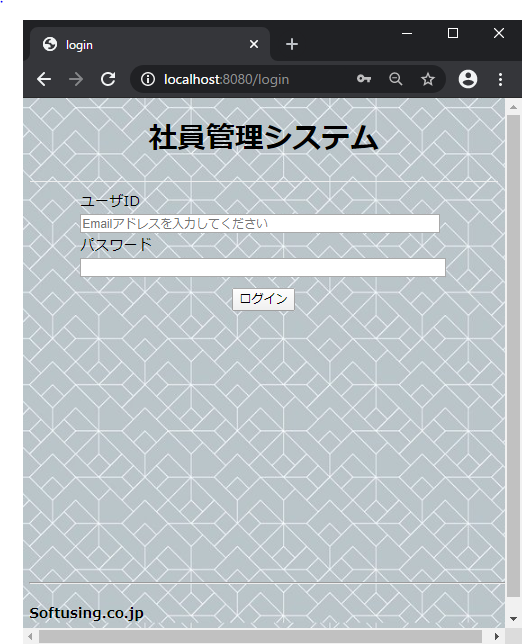 login
localhost:8080/login
社員管理システム
ユーザID
Emailアドレスを入力してください
パスワード
ログイン
Softusing.co.jp